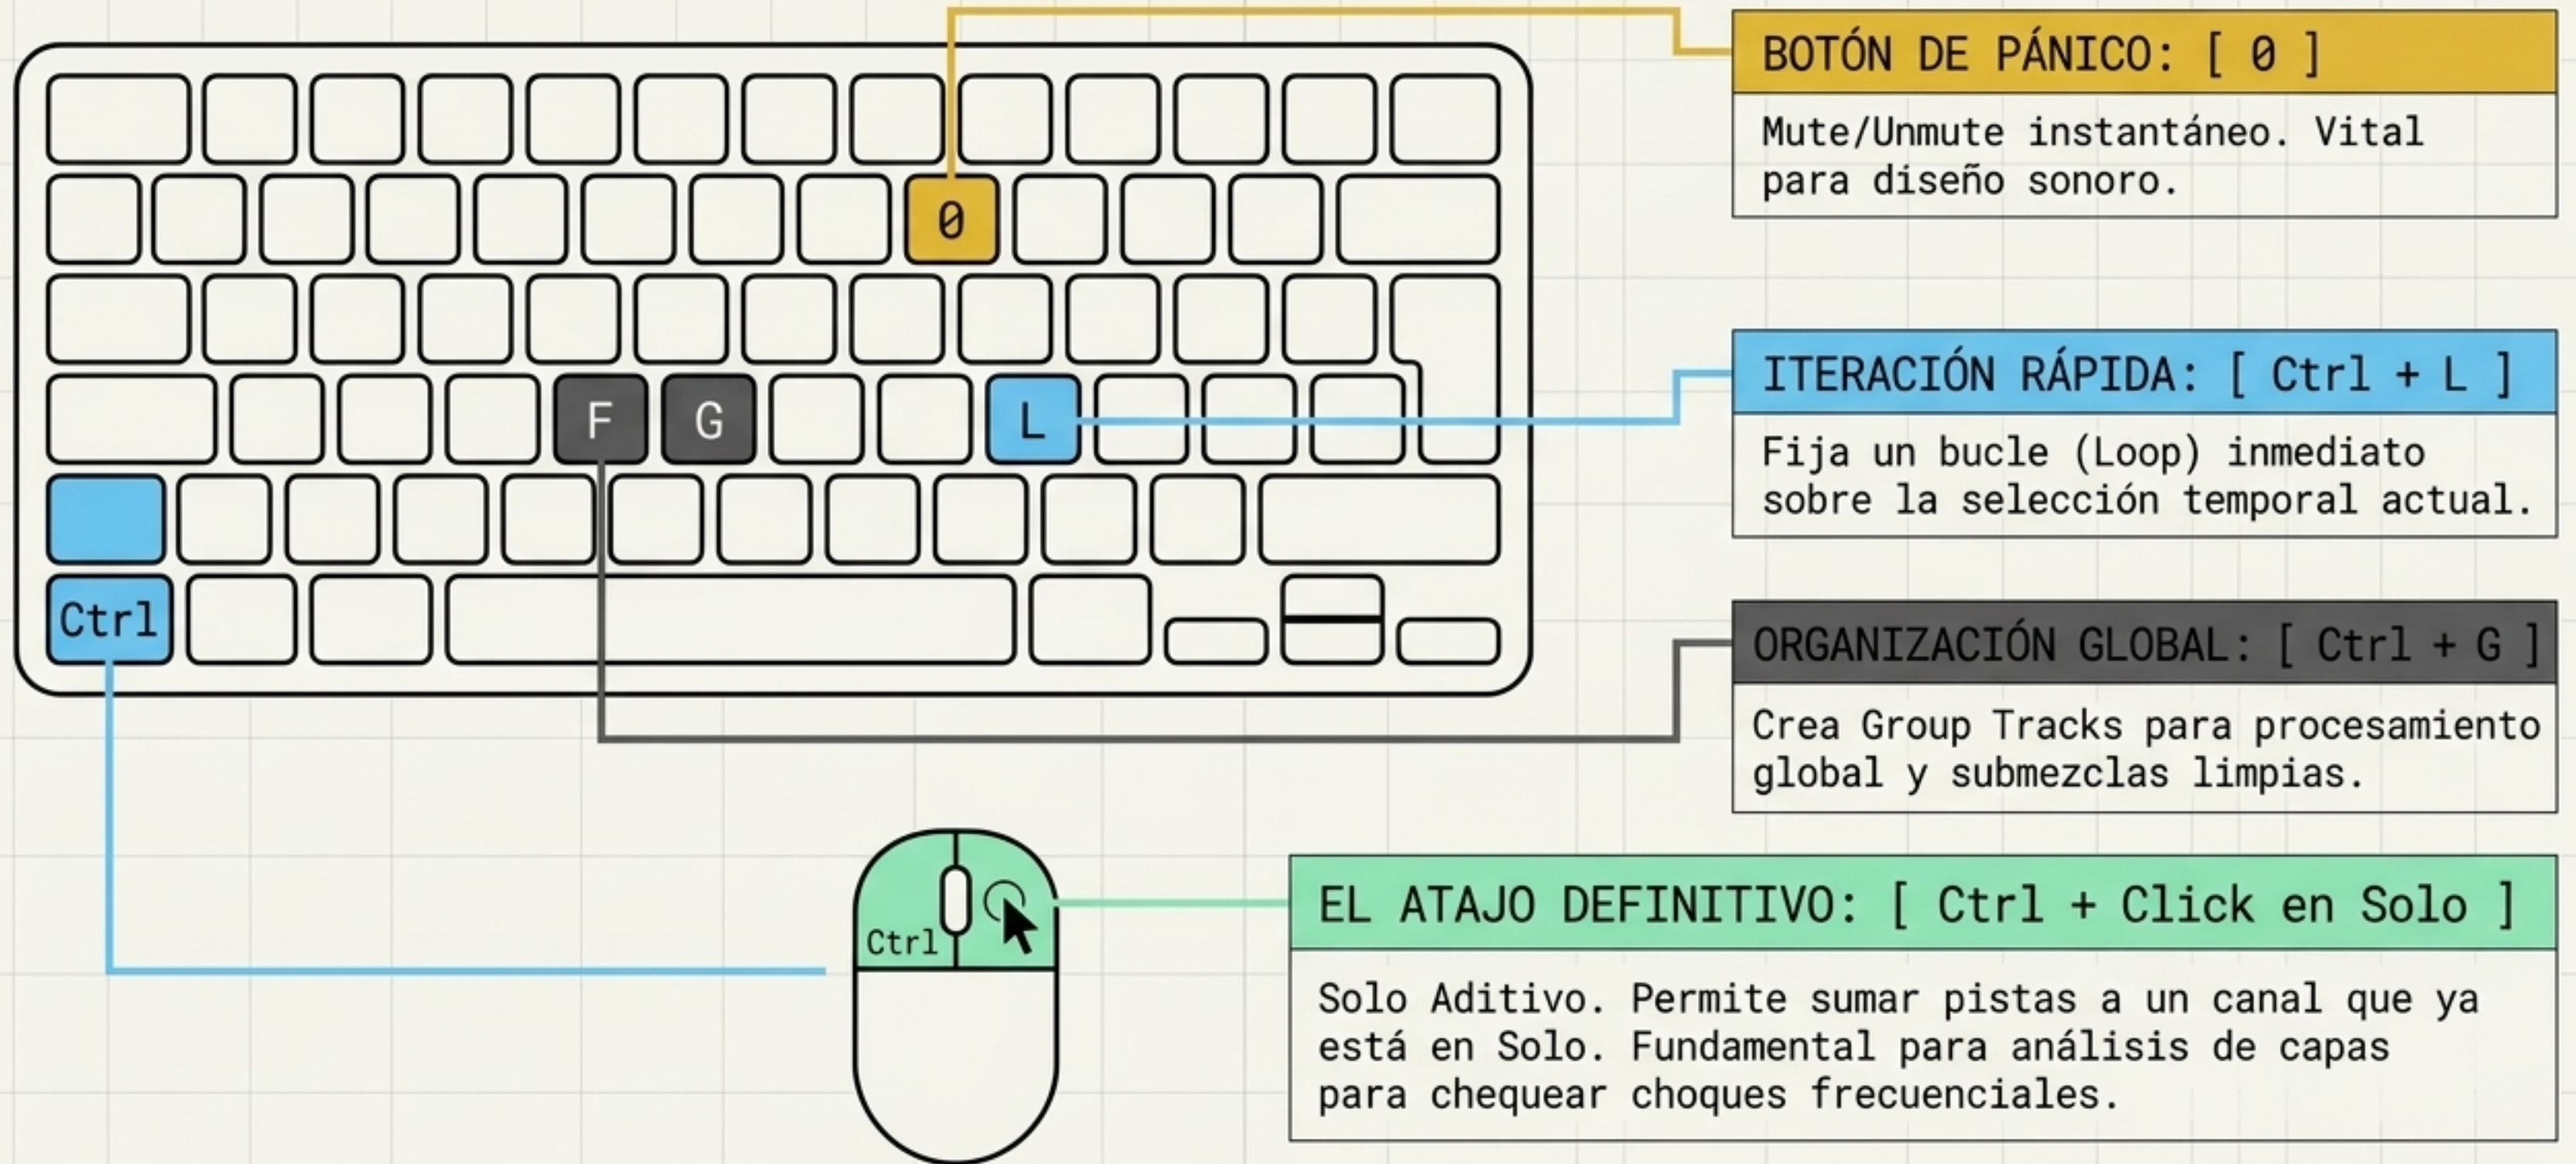 BOTÓN DE PÁNICO: [ 0 ]
Mute/Unmute instantáneo. Vital
para diseño sonoro.
0
ITERACIÓN RÁPIDA: [ Ctrl + L ]
Fija un bucle (Loop) inmediato
sobre la selección temporal actual.
F
G
L
Ctrl
ORGANIZACIÓN GLOBAL: [ Ctrl + G ]
Crea Group Tracks para procesamiento
global y submezclas limpias.
Ctrl
EL ATAJO DEFINITIVO: [ Ctrl + Click en Solo ]
Solo Aditivo. Permite sumar pistas a un canal que ya
está en Solo. Fundamental para análisis de capas
para chequear choques frecuenciales.